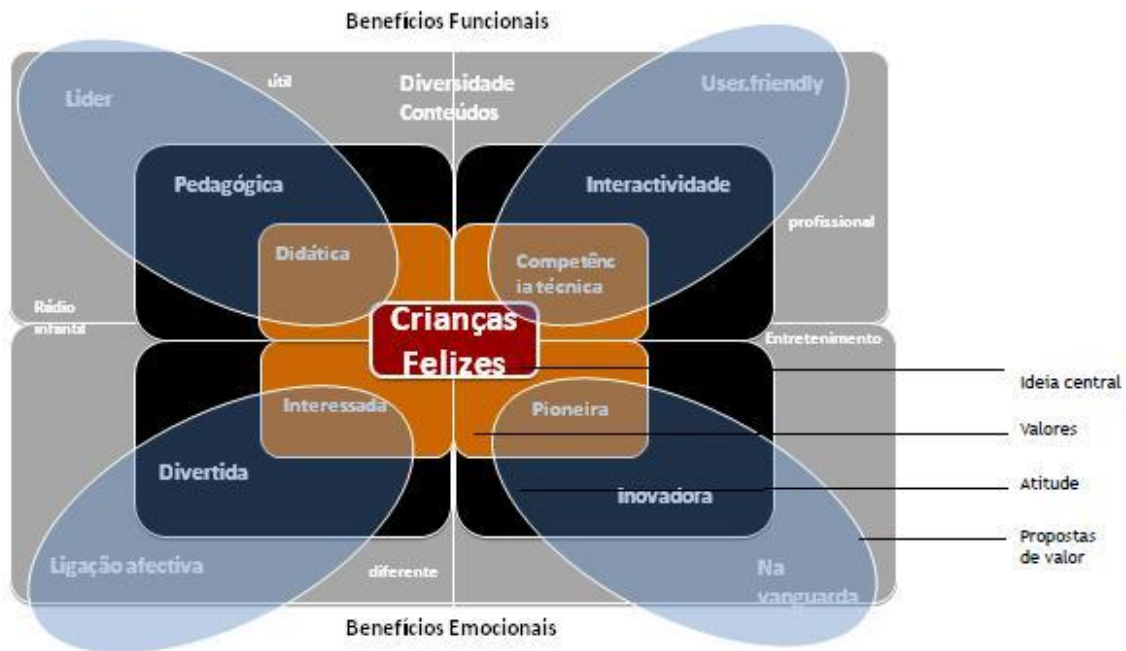 Benefícios Funcionais
Lider
útil
Diversidade
Conteúdos
User.friendly
Pedagógica
Interactividade
profissional
Didática
Competênc
ia técnica
Rádio
infantil
Crianças
Felizes
Entretenimento
Ideia central
Interessada
Pioneira
Valores
Divertida
inovadora
Atitude
Propostas
de valor
Ligação afectiva
diferente
Na
vanguarda
Benefícios Emocionais